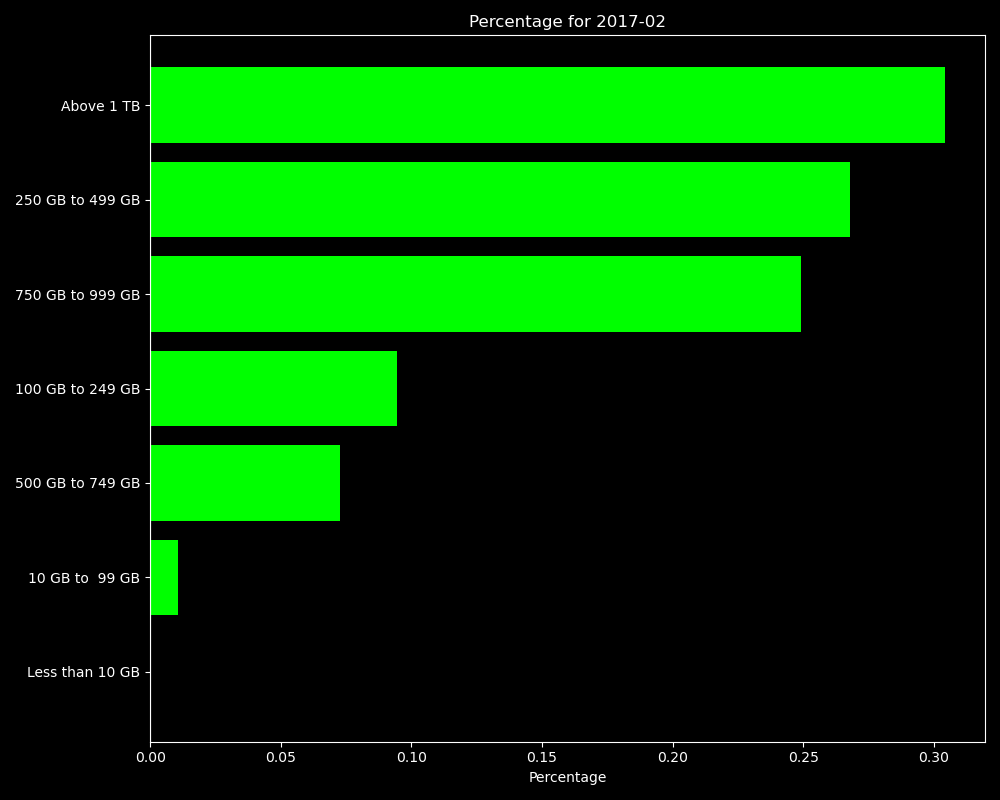 Percentage for 2017-02
Above 1 TB
250 GB to 499 GB
750 GB to 999 GB
100 GB to 249 GB
500 GB to 749 GB
10 GB to  99 GB
Less than 10 GB
0.00 0.05 0.10 0.15 0.20 0.25 0.30
Percentage